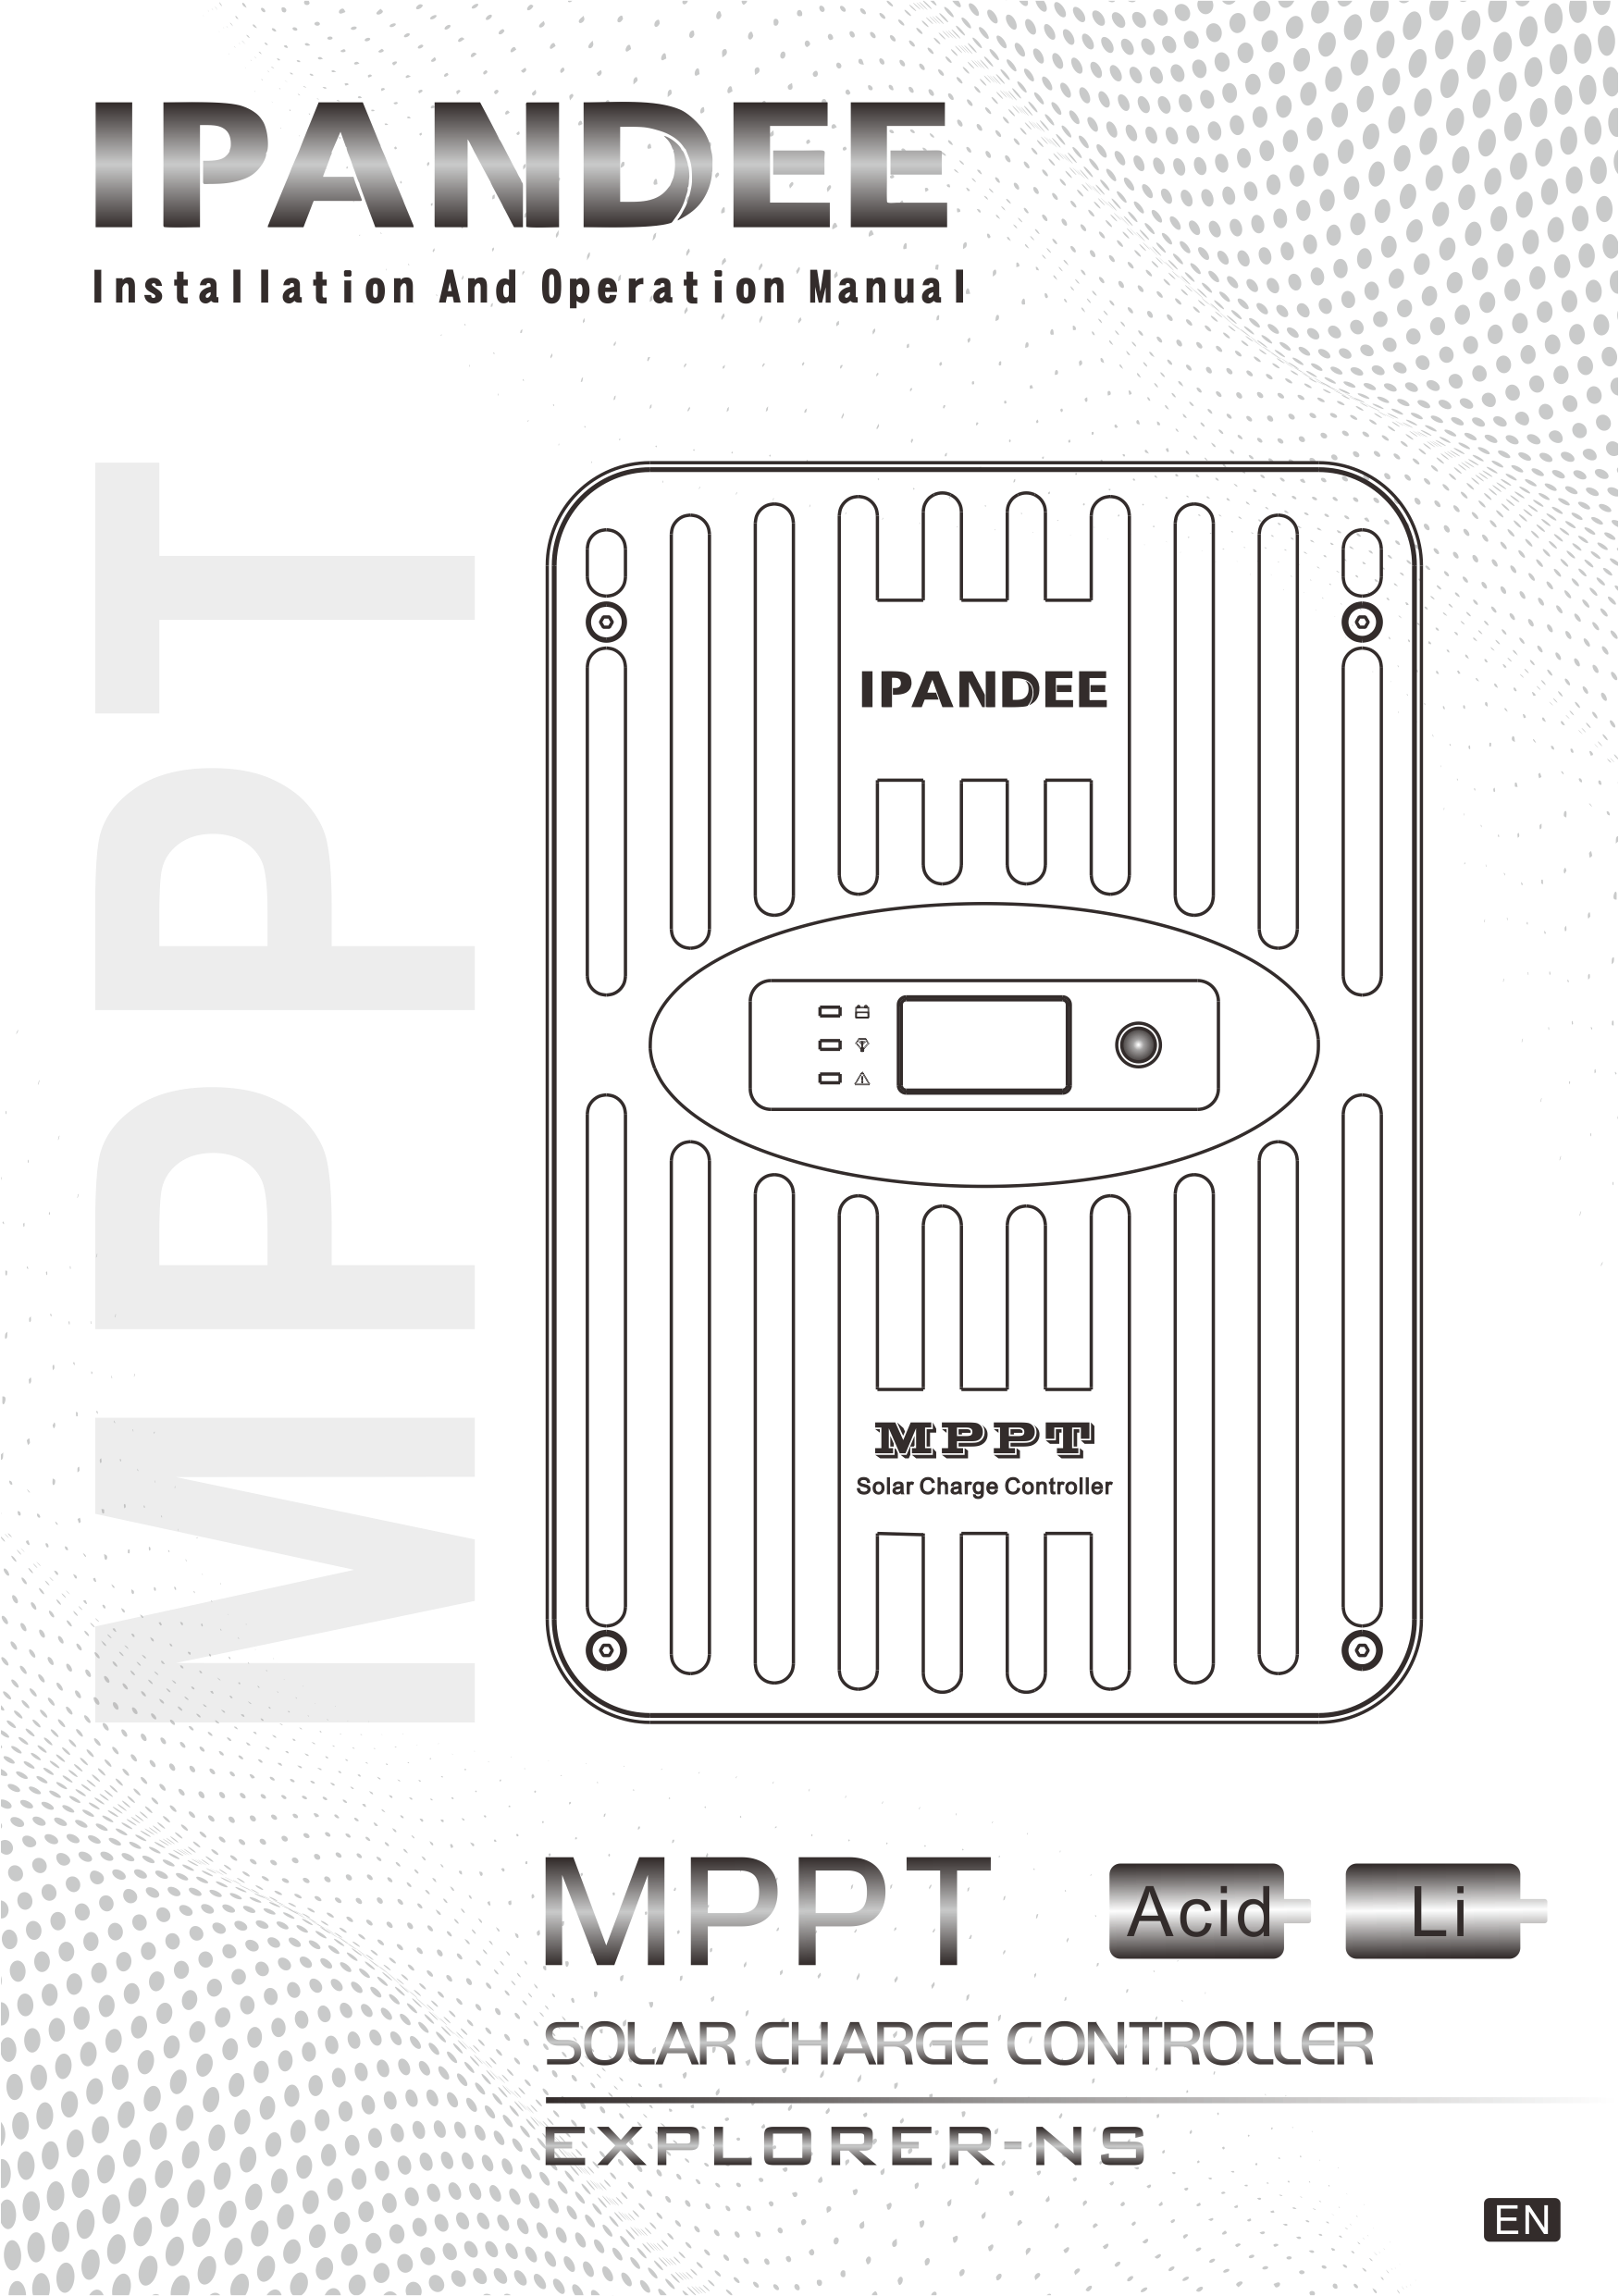 IPANDEE
Installation And Operation Manual
MPPT
IPANDEE
MPPT
Solar Charge Controller
MPPT
Acid
Li
SOLAR CHARGE CONTROLLER
EXPLORER-NS
EN